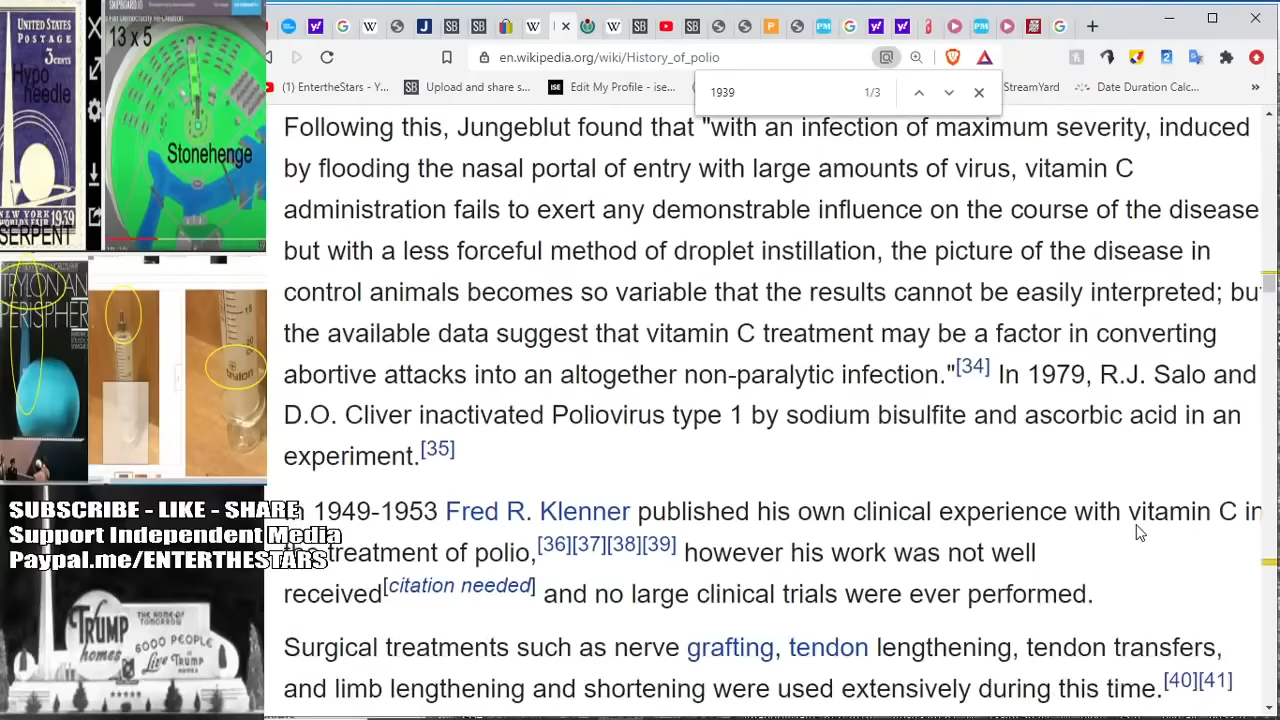 UNITED STATES
POSTAGE
3 CENTS
Hypo
needle
NEW YORK
WORLD'S FAIR 1939
SERPENT
SNIPBOARD.IO
13 x 5
Stonehenge
TRYLON AN
PERISPHER
trylon
SUBSCRIBE - LIKE - SHARE
Support Independent Media
Paypal.me/ENTERTHESTARS
TRUMP
homes
THE HOME OF
TOMORROW
6000 PEOPLE
Live IN TRUMP
HOMES
en.wikipedia.org/wiki/History_of_polio
(1) EntertheStars - Y...
Upload and share s...
Edit My Profile - ise...
StreamYard
Date Duration Calc...
1939
1/3
Following this, Jungeblut found that "with an infection of maximum severity, induced
by flooding the nasal portal of entry with large amounts of virus, vitamin C
administration fails to exert any demonstrable influence on the course of the disease
but with a less forceful method of droplet instillation, the picture of the disease in
control animals becomes so variable that the results cannot be easily interpreted; bu
the available data suggest that vitamin C treatment may be a factor in converting
abortive attacks into an altogether non-paralytic infection."[34] In 1979, R.J. Salo and
D.O. Cliver inactivated Poliovirus type 1 by sodium bisulfite and ascorbic acid in an
experiment.[35]
1949-1953 Fred R. Klenner published his own clinical experience with vitamin C in
treatment of polio,[36][37][38][39] however his work was not well
received[citation needed] and no large clinical trials were ever performed.
Surgical treatments such as nerve grafting, tendon lengthening, tendon transfers,
and limb lengthening and shortening were used extensively during this time.[40][41]